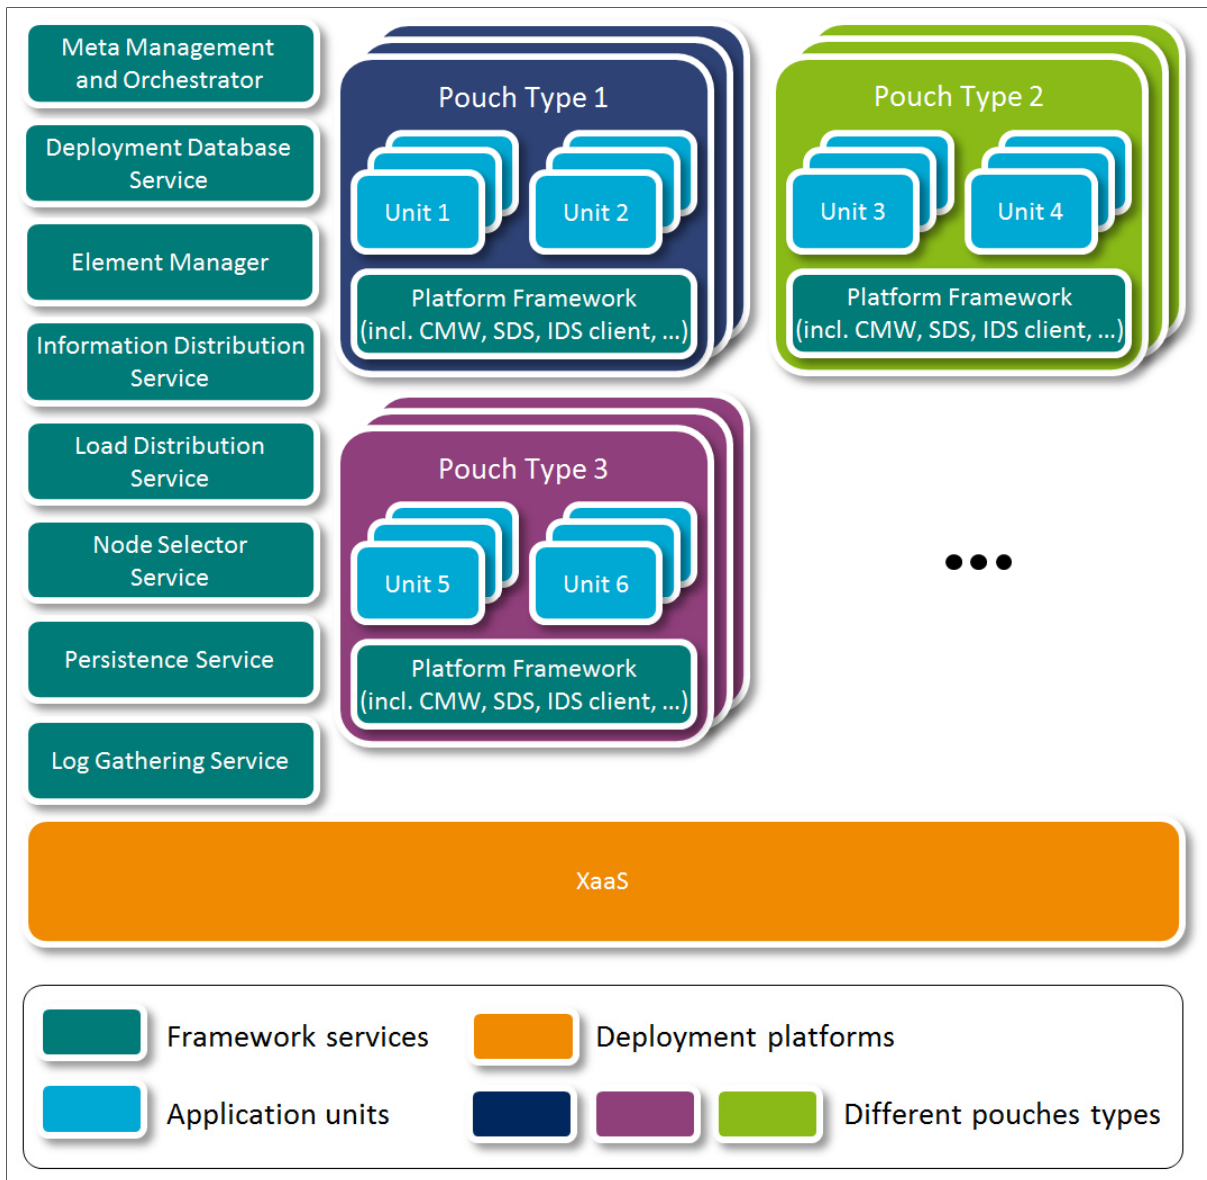 Meta Management
and Orchestrator
Deployment Database
Service
Element Manager
Information Distribution
Service
Load Distribution
Service
Node Selector
Service
Persistence Service
Log Gathering Service
Pouch Type 1
Unit 1
Unit 2
Platform Framework
(incl. CMW, SDS, IDS client, ...)
Pouch Type 2
Unit 3
Unit 4
Platform Framework
(incl. CMW, SDS, IDS client, ...)
Pouch Type 3
Unit 5
Unit 6
Platform Framework
(incl. CMW, SDS, IDS client, ...)
...
XaaS
Framework services
Deployment platforms
Application units
Different pouches types